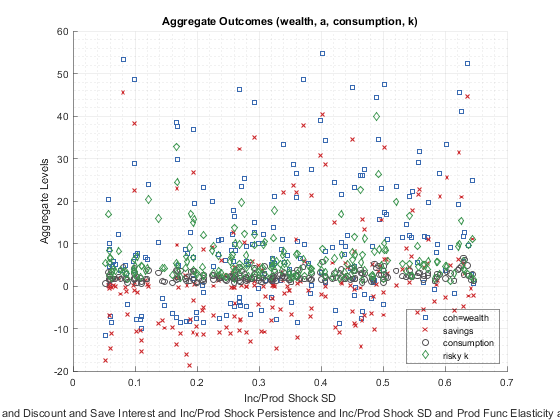 Aggregate Outcomes (wealth, a, consumption, k)
60
50
40
30
20
10
0
-10
-20
Aggregate Levels
0
0.1
0.2
0.3
0.4
0.5
0.6
0.7
Inc/Prod Shock SD
coh=wealth
savings
consumption
risky k
and Discount and Save Interest and Inc/Prod Shock Persistence and Inc/Prod Shock SD and Prod Func Elasticity a